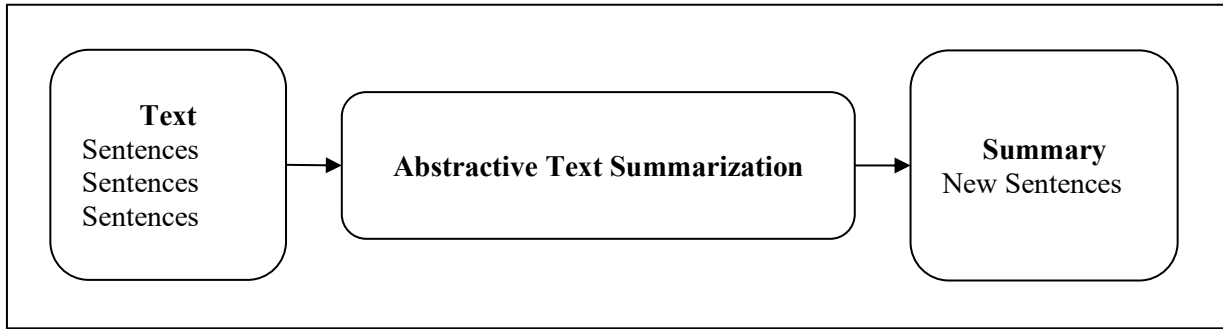 Text
Sentences
Sentences
Sentences
Abstractive Text Summarization
Summary
New Sentences